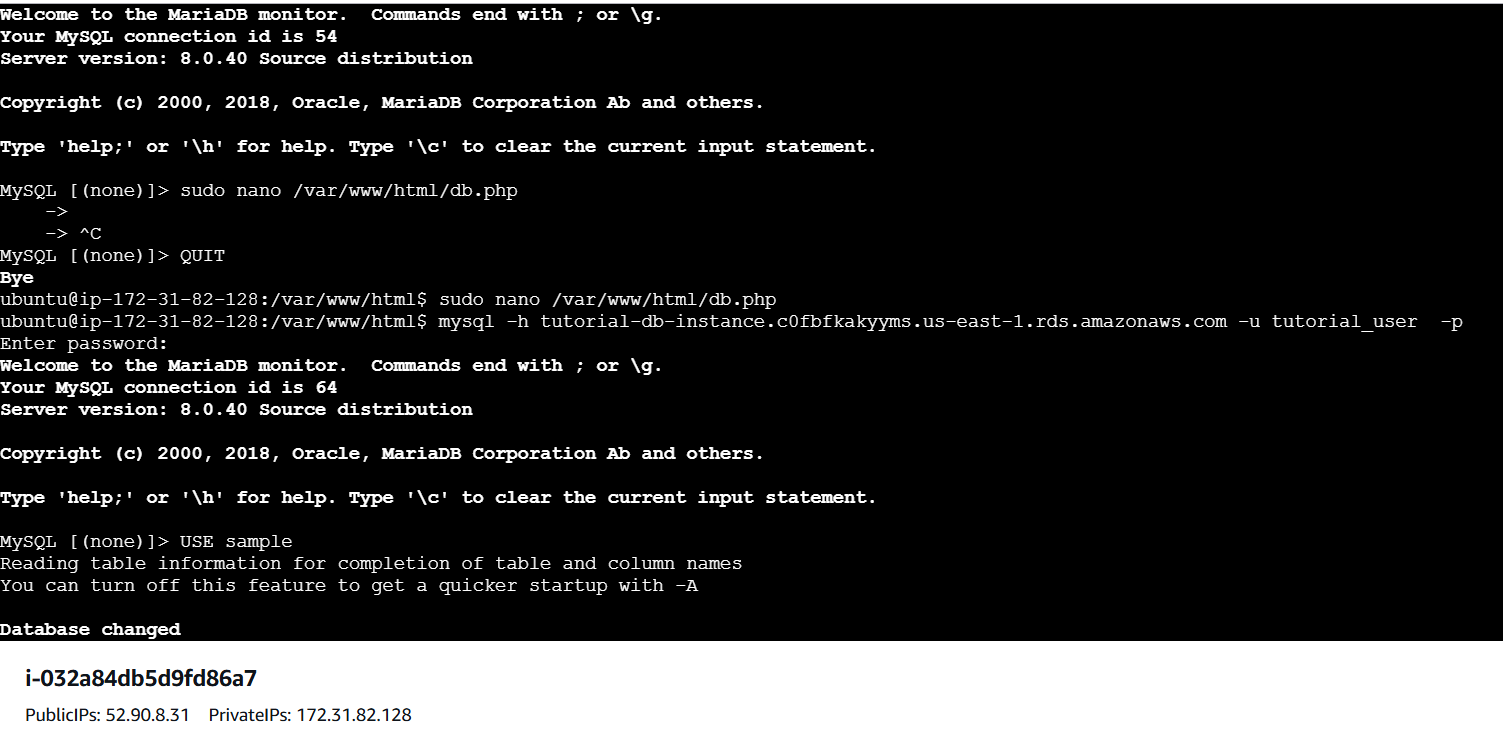 Welcome to the MariaDB monitor.  Commands end with ; or \g.
Your MySQL connection id is 54
Server version: 8.0.40 Source distribution

Copyright (c) 2000, 2018, Oracle, MariaDB Corporation Ab and others.

Type 'help;' or '\h' for help. Type '\c' to clear the current input statement.

MySQL [(none)]> sudo nano /var/www/html/db.php
    ->
    -> ^C
MySQL [(none)]> QUIT
Bye
ubuntu@ip-172-31-82-128:/var/www/html$ sudo nano /var/www/html/db.php
ubuntu@ip-172-31-82-128:/var/www/html$ mysql -h tutorial-db-instance.c0fbfkakyyms.us-east-1.rds.amazonaws.com -u tutorial_user  -p
Enter password:
Welcome to the MariaDB monitor.  Commands end with ; or \g.
Your MySQL connection id is 64
Server version: 8.0.40 Source distribution

Copyright (c) 2000, 2018, Oracle, MariaDB Corporation Ab and others.

Type 'help;' or '\h' for help. Type '\c' to clear the current input statement.

MySQL [(none)]> USE sample
Reading table information for completion of table and column names
You can turn off this feature to get a quicker startup with -A

Database changed
i-032a84db5d9fd86a7
PublicIPs: 52.90.8.31    PrivateIPs: 172.31.82.128